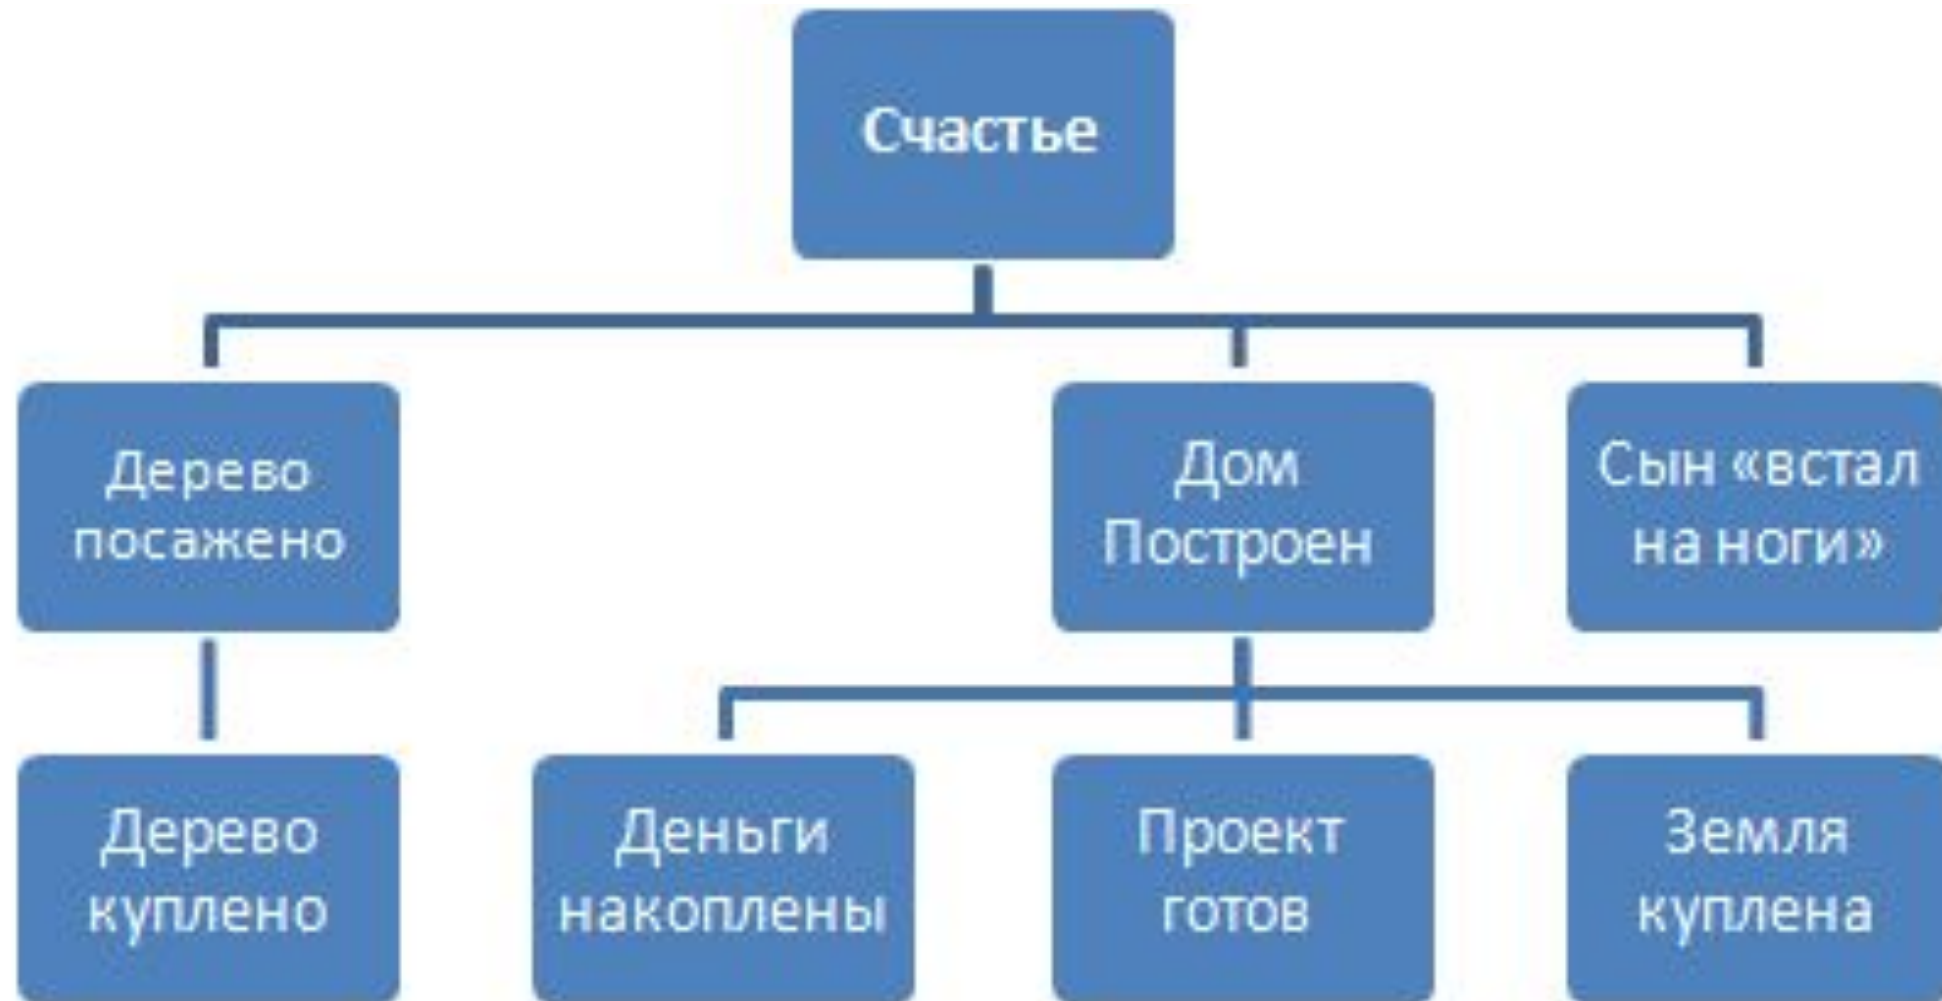 Счастье
Дерево
посажено
Дом
Построен
Сын «встал
на ноги»
Дерево
куплено
Деньги
накоплены
Проект
готов
Земля
куплена